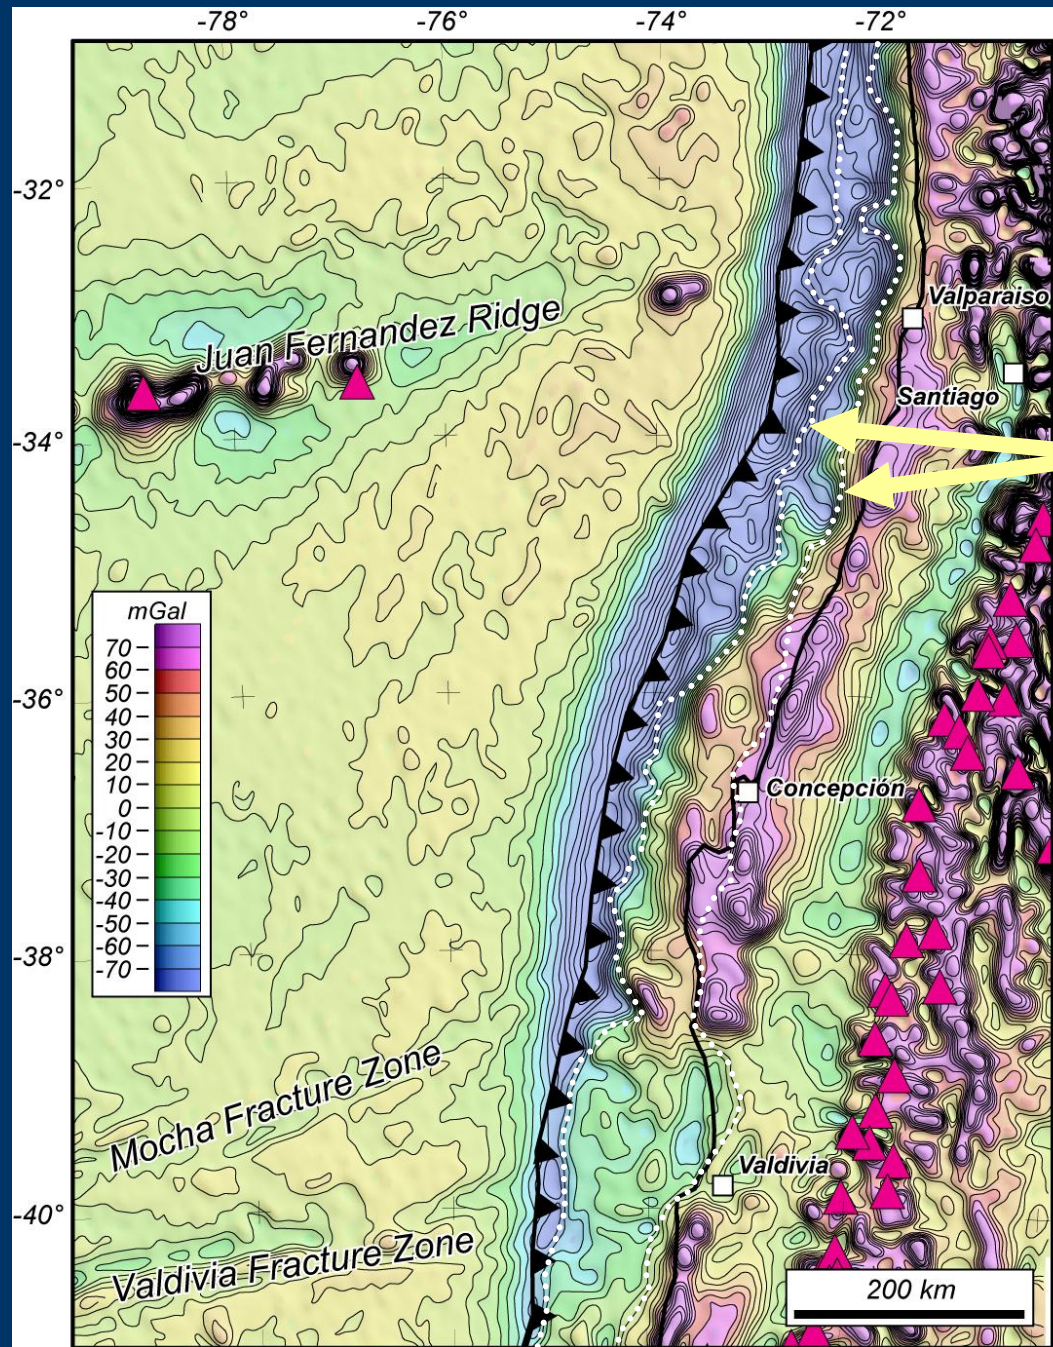 -78° -76° -74° -72°
-32°
Valparaiso
Juan Fernandez Ridge
Santiago
-34°
mGal
70
60
50
40
30
20
10
0
-10
-20
-30
-40
-50
-60
-70
-36°
Concepción
-38°
Mocha Fracture Zone
Valdivia
-40°
Valdivia Fracture Zone
200 km